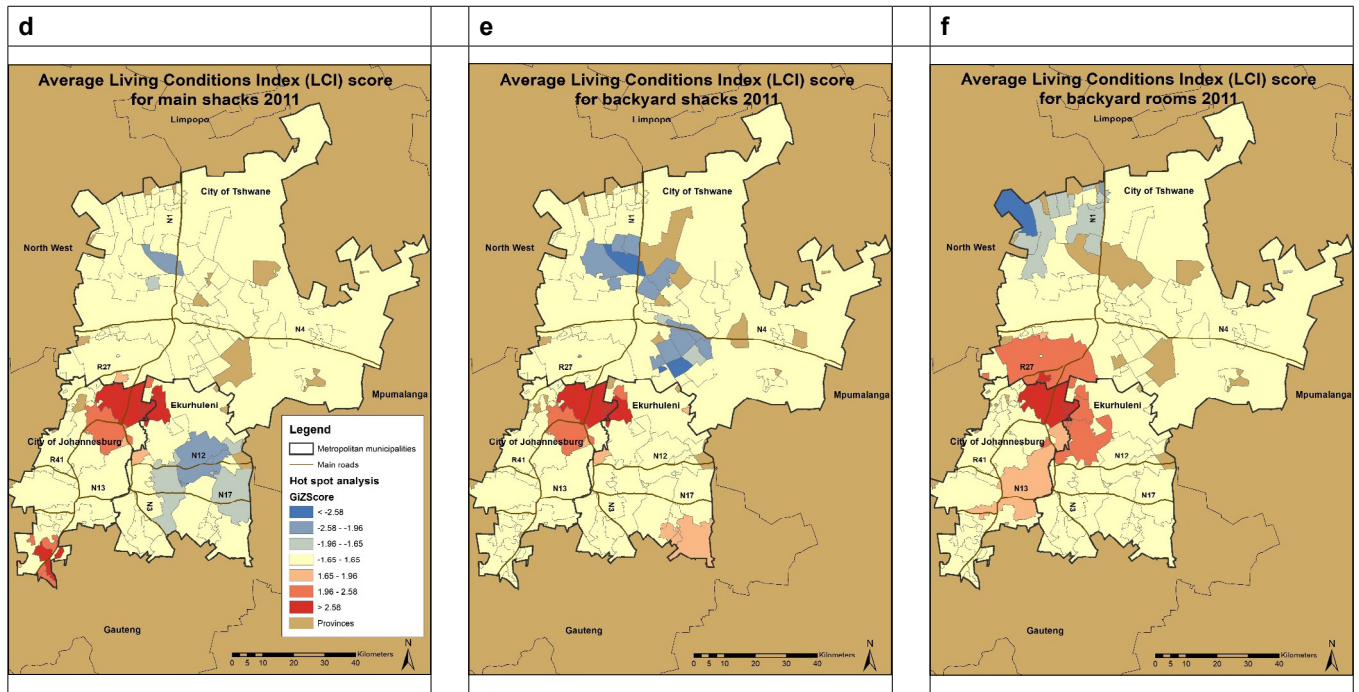 d
e
f
Average Living Conditions Index (LCI) score
for main shacks 2011
Limpopo
City of Tshwane
N1
North West
N4
R27
Mpumalanga
Ekurhuleni
City of Johannesburg
R41
N12
N13
N17
N3
Gauteng
Legend
Metropolitan municipalities
Main roads
Hot spot analysis
GiZScore
< -2.58
-2.58 - -1.96
-1.96 - -1.65
-1.65 - 1.65
1.65 - 1.96
1.96 - 2.58
> 2.58
Provinces
N
Kilometers
0 5 10 20 30 40
Average Living Conditions Index (LCI) score
for backyard shacks 2011
Limpopo
City of Tshwane
N1
North West
N4
R27
Mpumalanga
Ekurhuleni
City of Johannesburg
R41
N12
N13
N17
N3
Gauteng
N
Kilometers
0 5 10 20 30 40
Average Living Conditions Index (LCI) score
for backyard rooms 2011
Limpopo
City of Tshwane
N1
North West
N4
R27
Mpumalanga
Ekurhuleni
City of Johannesburg
R41
N12
N13
N17
N3
Gauteng
N
Kilometers
0 5 10 20 30 40